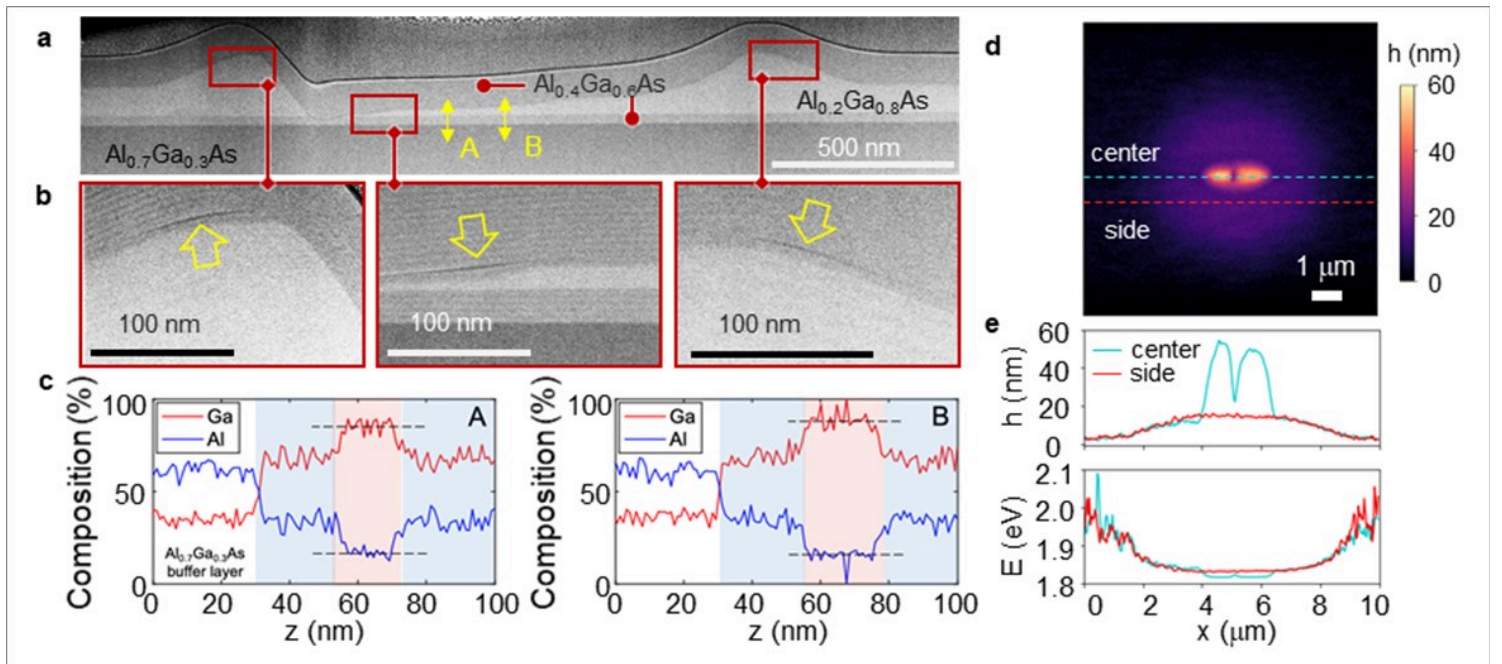 a
Al₀.₄Ga₀.₆As
Al₀.₂Ga₀.₈As
Al₀.₇Ga₀.₃As
A
B
500 nm
b
100 nm
100 nm
100 nm
c
Composition (%)
100
50
0
Ga
Al
A
Al₀.₇Ga₀.₃As
buffer layer
0 20 40 60 80 100
z (nm)
Composition (%)
100
50
0
Ga
Al
B
0 20 40 60 80 100
z (nm)
d
center
side
1 μm
h (nm)
60
40
20
0
e
h (nm)
60
40
20
0
center
side
E (eV)
2.1
2.0
1.9
1.8
0 2 4 6 8 10
x (μm)